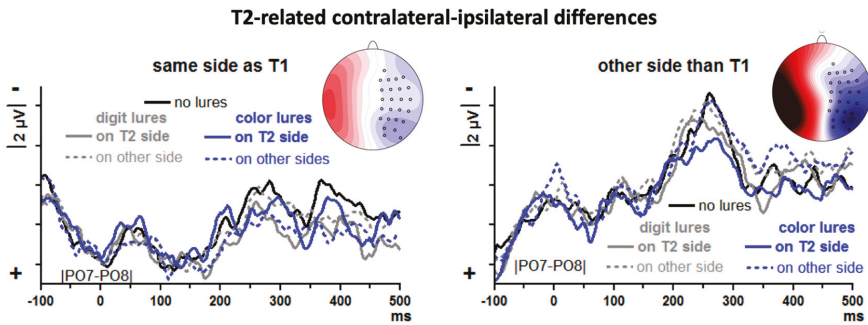 T2-related contralateral-ipsilateral differences
same side as T1
|2 µV|
-
+
no lures
digit lures
on T2 side
on other side
color lures
on T2 side
on other sides
|PO7-PO8|
-100 0 100 200 300 400 500
ms
other side than T1
|2 µV|
-
+
no lures
digit lures
on T2 side
on other side
color lures
on T2 side
on other side
|PO7-PO8|
-100 0 100 200 300 400 500
ms